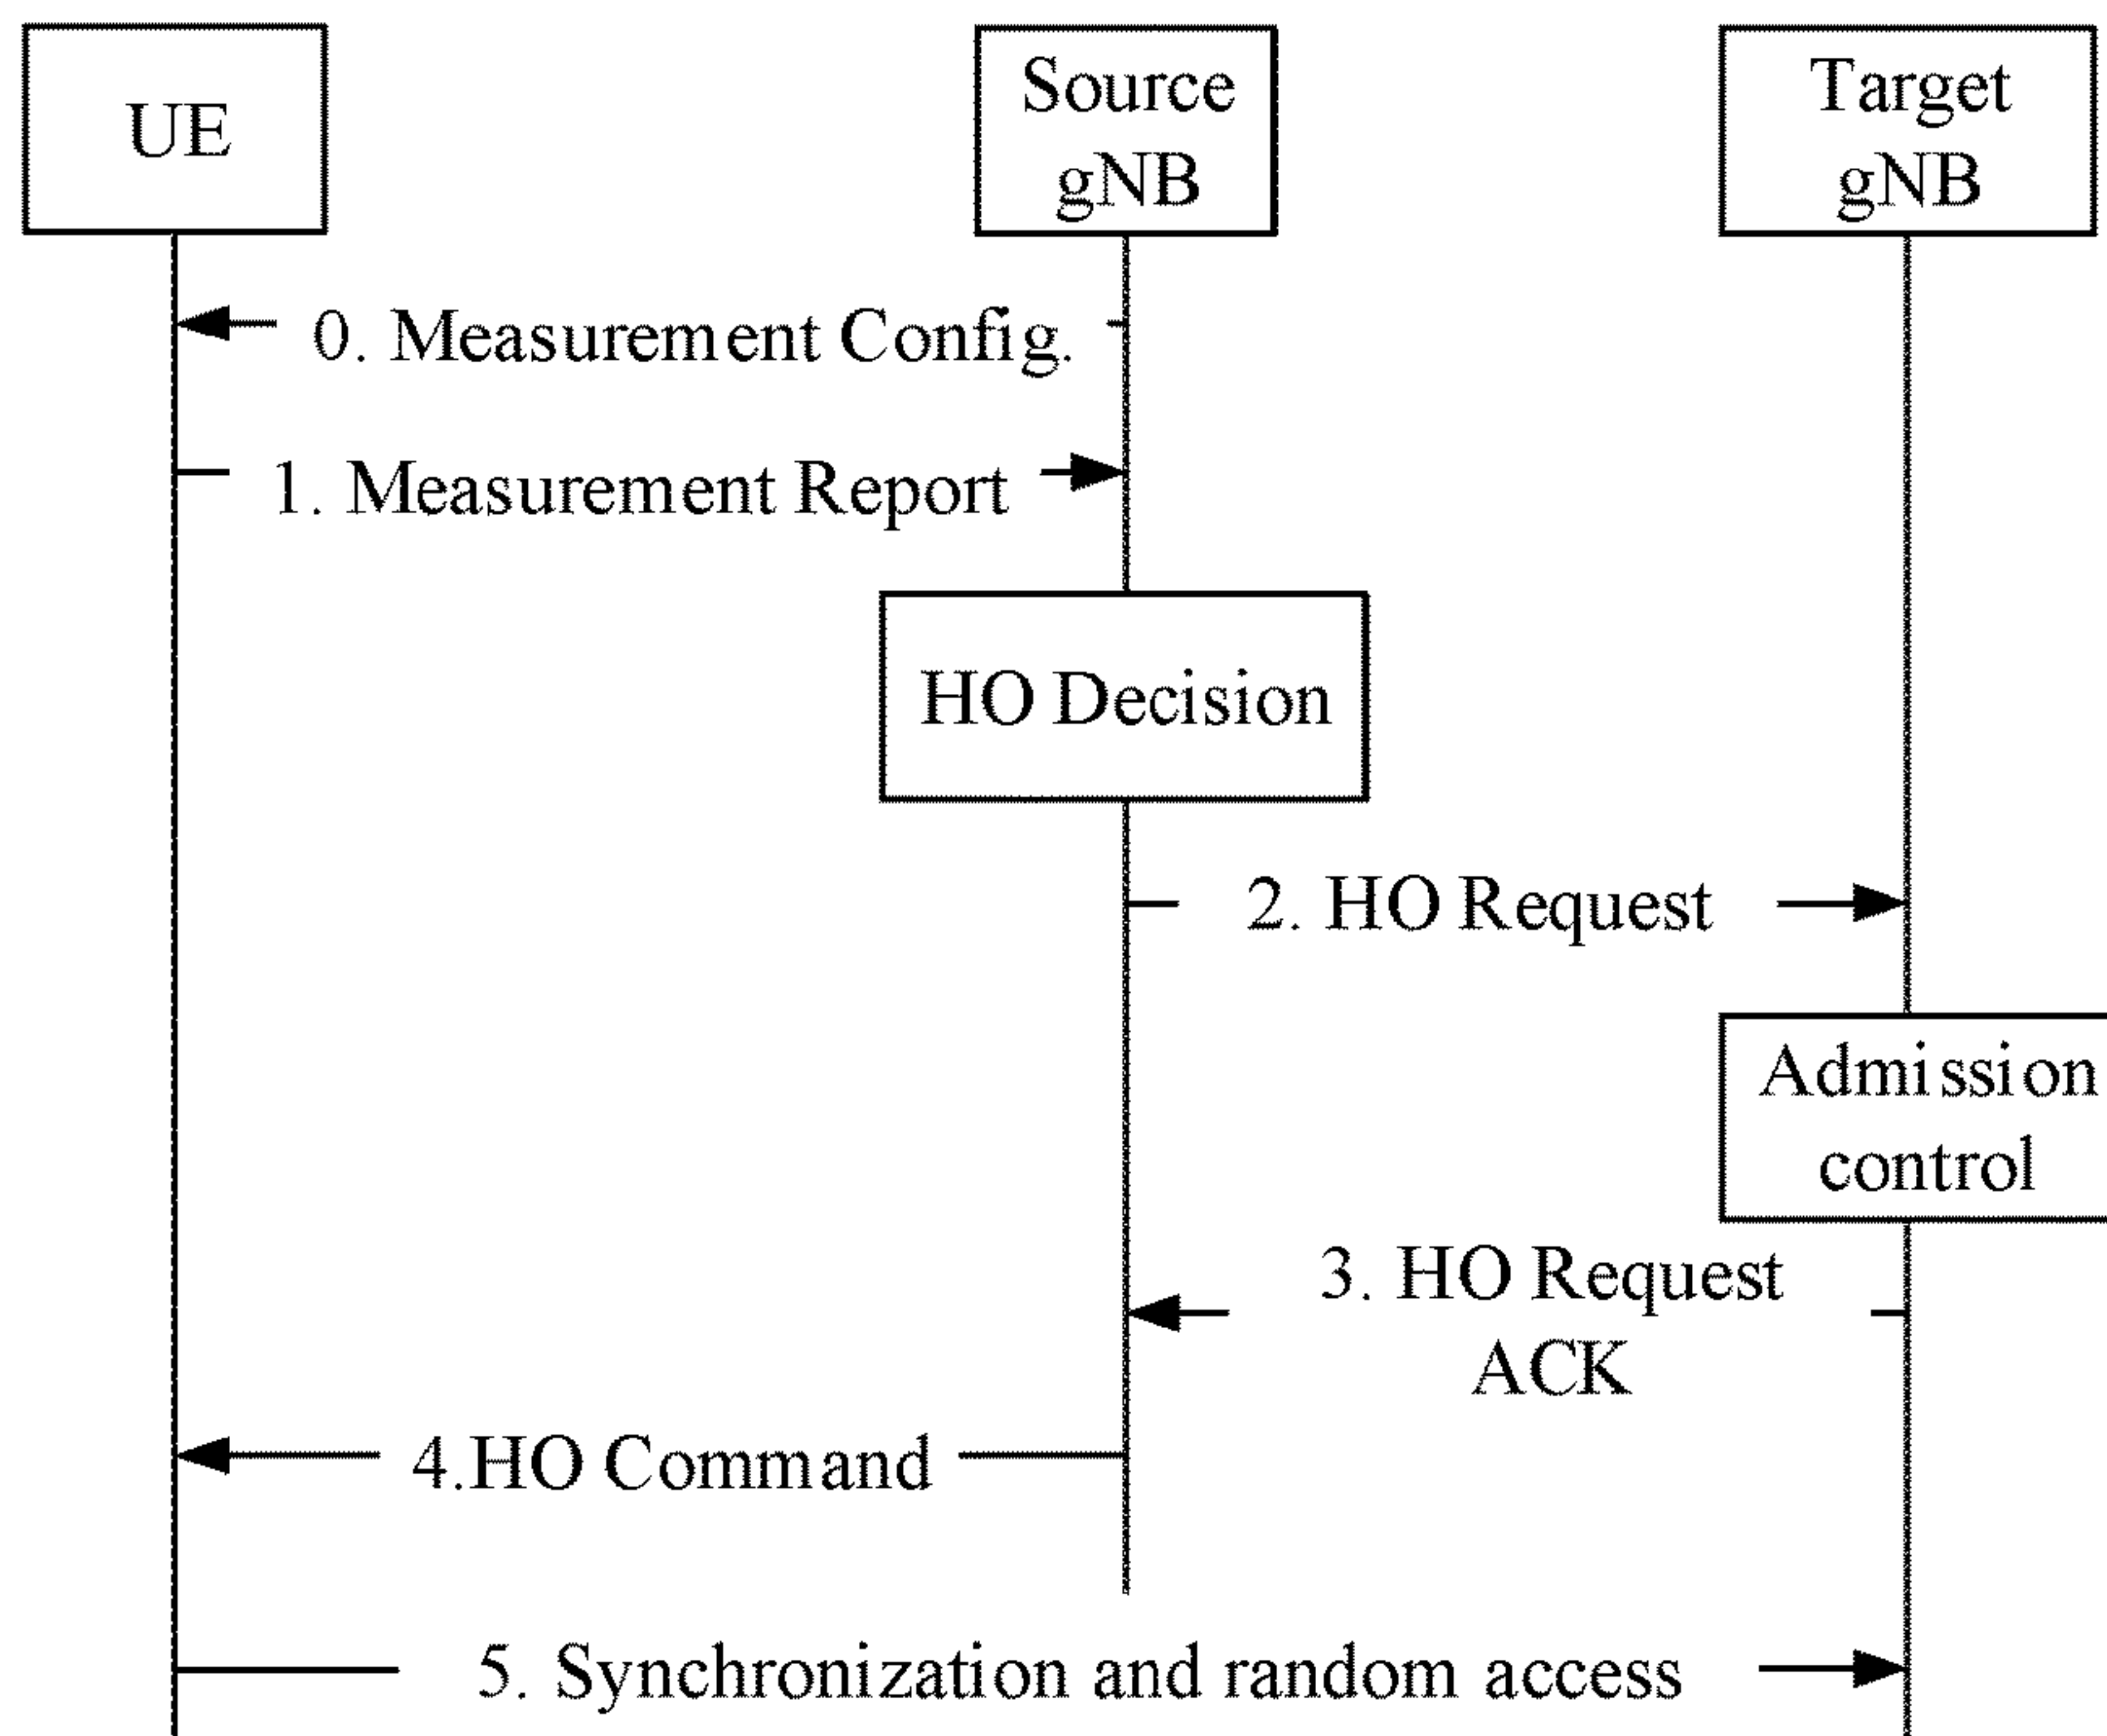 UE
Source
gNB
Target
gNB
0. Measurement Config.
1. Measurement Report
HO Decision
2. HO Request
Admission
control
3. HO Request
ACK
4.HO Command
5. Synchronization and random access